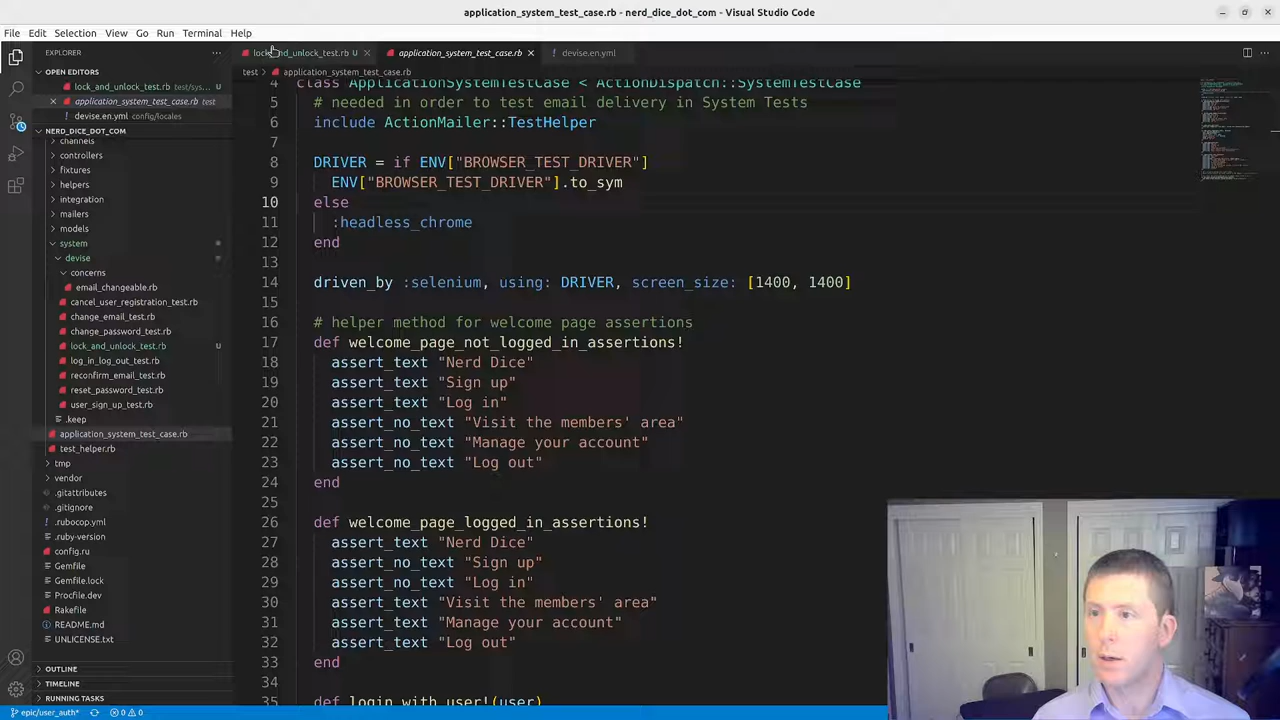 application_system_test_case.rb - nerd_dice_dot_com - Visual Studio Code
File Edit Selection View Go Run Terminal Help
EXPLORER
lock_and_unlock_test.rb U
application_system_test_case.rb
devise.en.yml
OPEN EDITORS
test > application_system_test_case.rb
lock_and_unlock_test.rb test/sys... U
application_system_test_case.rb test
devise.en.yml config/locales
NERD_DICE_DOT_COM
channels
controllers
fixtures
helpers
integration
mailers
models
system
devise
concerns
email_changeable.rb
cancel_user_registration_test.rb
change_email_test.rb
change_password_test.rb
lock_and_unlock_test.rb U
log_in_log_out_test.rb
reconfirm_email_test.rb
reset_password_test.rb
user_sign_up_test.rb
.keep
application_system_test_case.rb
test_helper.rb
tmp
vendor
.gitattributes
.gitignore
.rubocop.yml
.ruby-version
config.ru
Gemfile
Gemfile.lock
Procfile.dev
Rakefile
README.md
UNLICENSE.txt
OUTLINE
TIMELINE
RUNNING TASKS
4 class ApplicationSystemTestCase < ActionDispatch::SystemTestCase
5 # needed in order to test email delivery in System Tests
6 include ActionMailer::TestHelper
7
8 DRIVER = if ENV["BROWSER_TEST_DRIVER"]
9 ENV["BROWSER_TEST_DRIVER"].to_sym
10 else
11 :headless_chrome
12 end
13
14 driven_by :selenium, using: DRIVER, screen_size: [1400, 1400]
15
16 # helper method for welcome page assertions
17 def welcome_page_not_logged_in_assertions!
18 assert_text "Nerd Dice"
19 assert_text "Sign up"
20 assert_text "Log in"
21 assert_no_text "Visit the members' area"
22 assert_no_text "Manage your account"
23 assert_no_text "Log out"
24 end
25
26 def welcome_page_logged_in_assertions!
27 assert_text "Nerd Dice"
28 assert_no_text "Sign up"
29 assert_no_text "Log in"
30 assert_text "Visit the members' area"
31 assert_text "Manage your account"
32 assert_text "Log out"
33 end
34
35 def login_with_user!(user)
epic/user_auth* 0 0